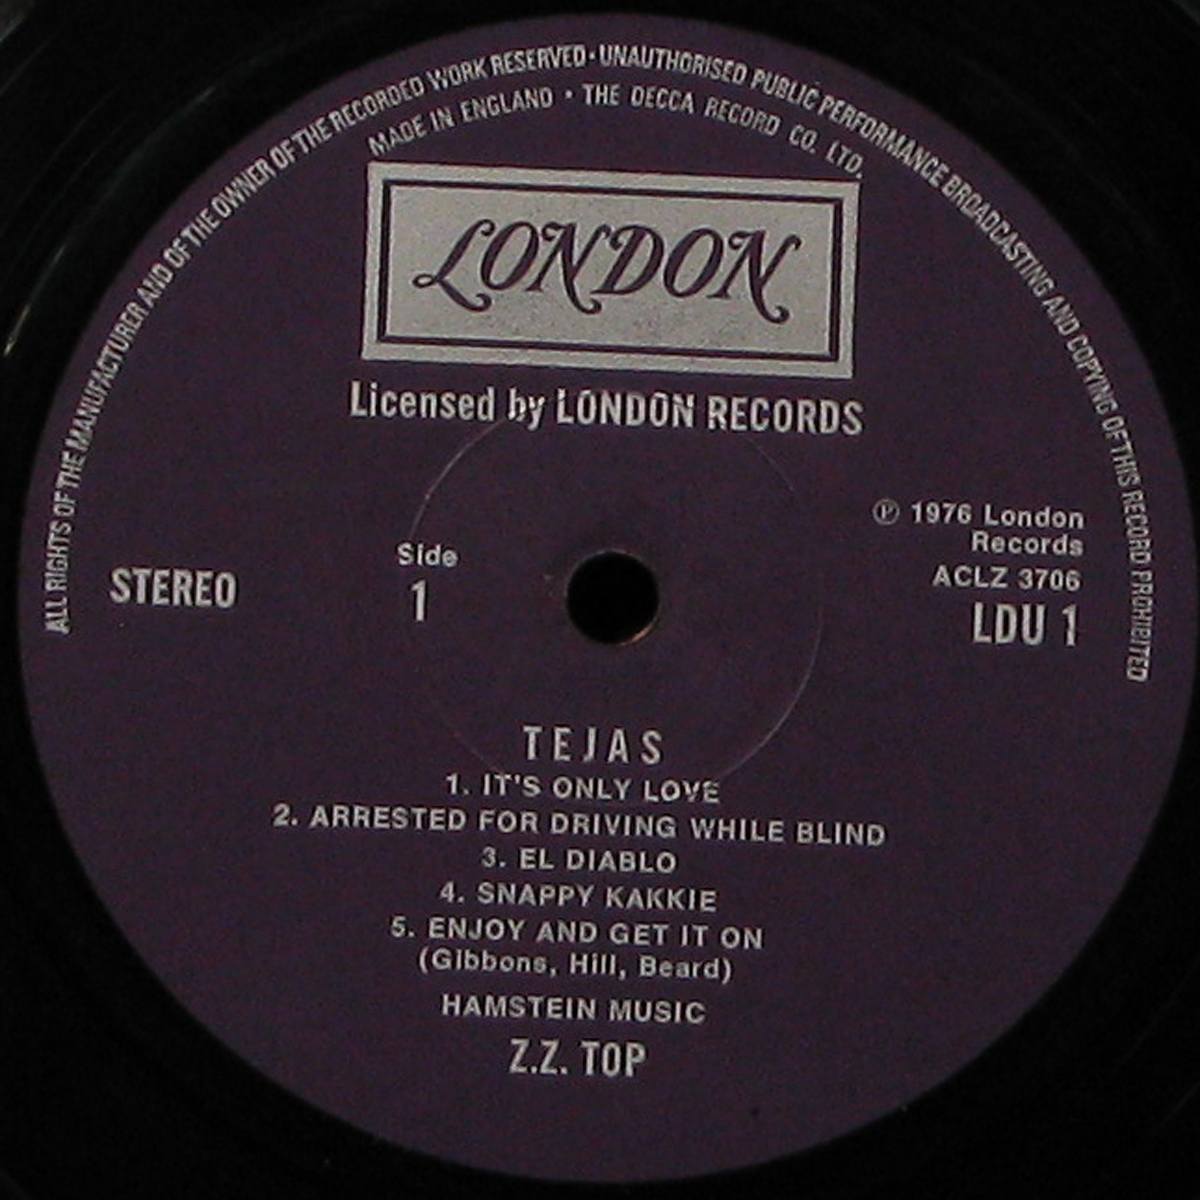 ALL RIGHTS OF THE MANUFACTURER AND OF THE OWNER OF THE RECORDED WORK RESERVED · UNAUTHORISED PUBLIC PERFORMANCE BROADCASTING AND COPYING OF THIS RECORD PROHIBITED
MADE IN ENGLAND · THE DECCA RECORD CO. LTD.
LONDON
Licensed by LONDON RECORDS
℗ 1976 London
Records
ACLZ 3706
LDU 1
STEREO
Side
1
TEJAS
1. IT'S ONLY LOVE
2. ARRESTED FOR DRIVING WHILE BLIND
3. EL DIABLO
4. SNAPPY KAKKIE
5. ENJOY AND GET IT ON
(Gibbons, Hill, Beard)
HAMSTEIN MUSIC
Z.Z. TOP